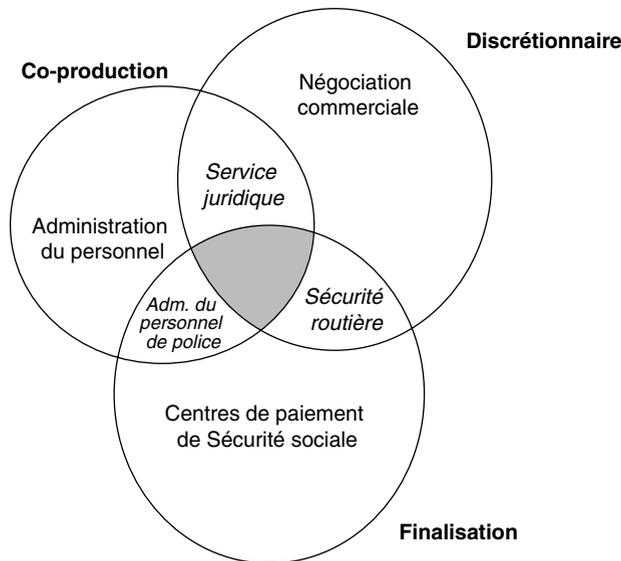 Discrétionnaire
Co-production
Négociation
commerciale
Service
juridique
Administration
du personnel
Adm. du
personnel
de police
Sécurité
routière
Centres de paiement
de Sécurité sociale
Finalisation